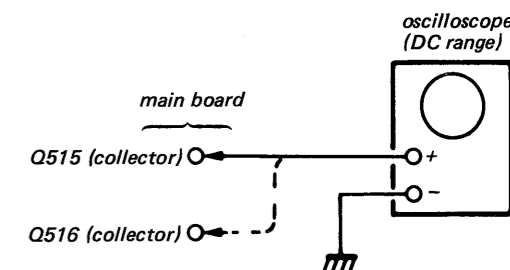 oscilloscope
(DC range)
main board
Q515 (collector)
+
−
Q516 (collector)